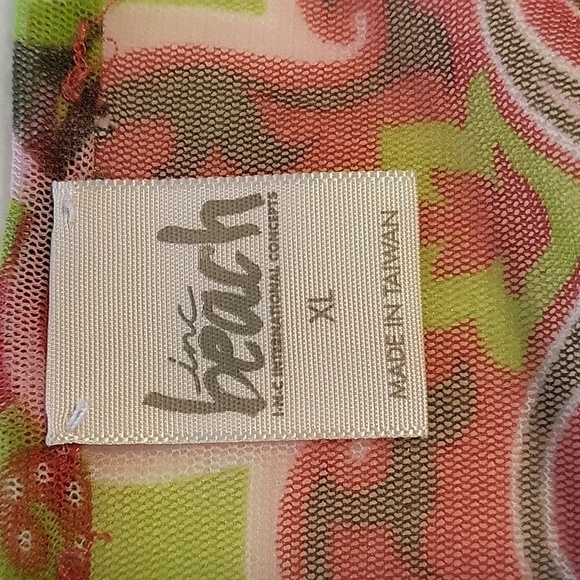 inc
beach
I.N.C INTERNATIONAL CONCEPTS
XL
MADE IN TAIWAN